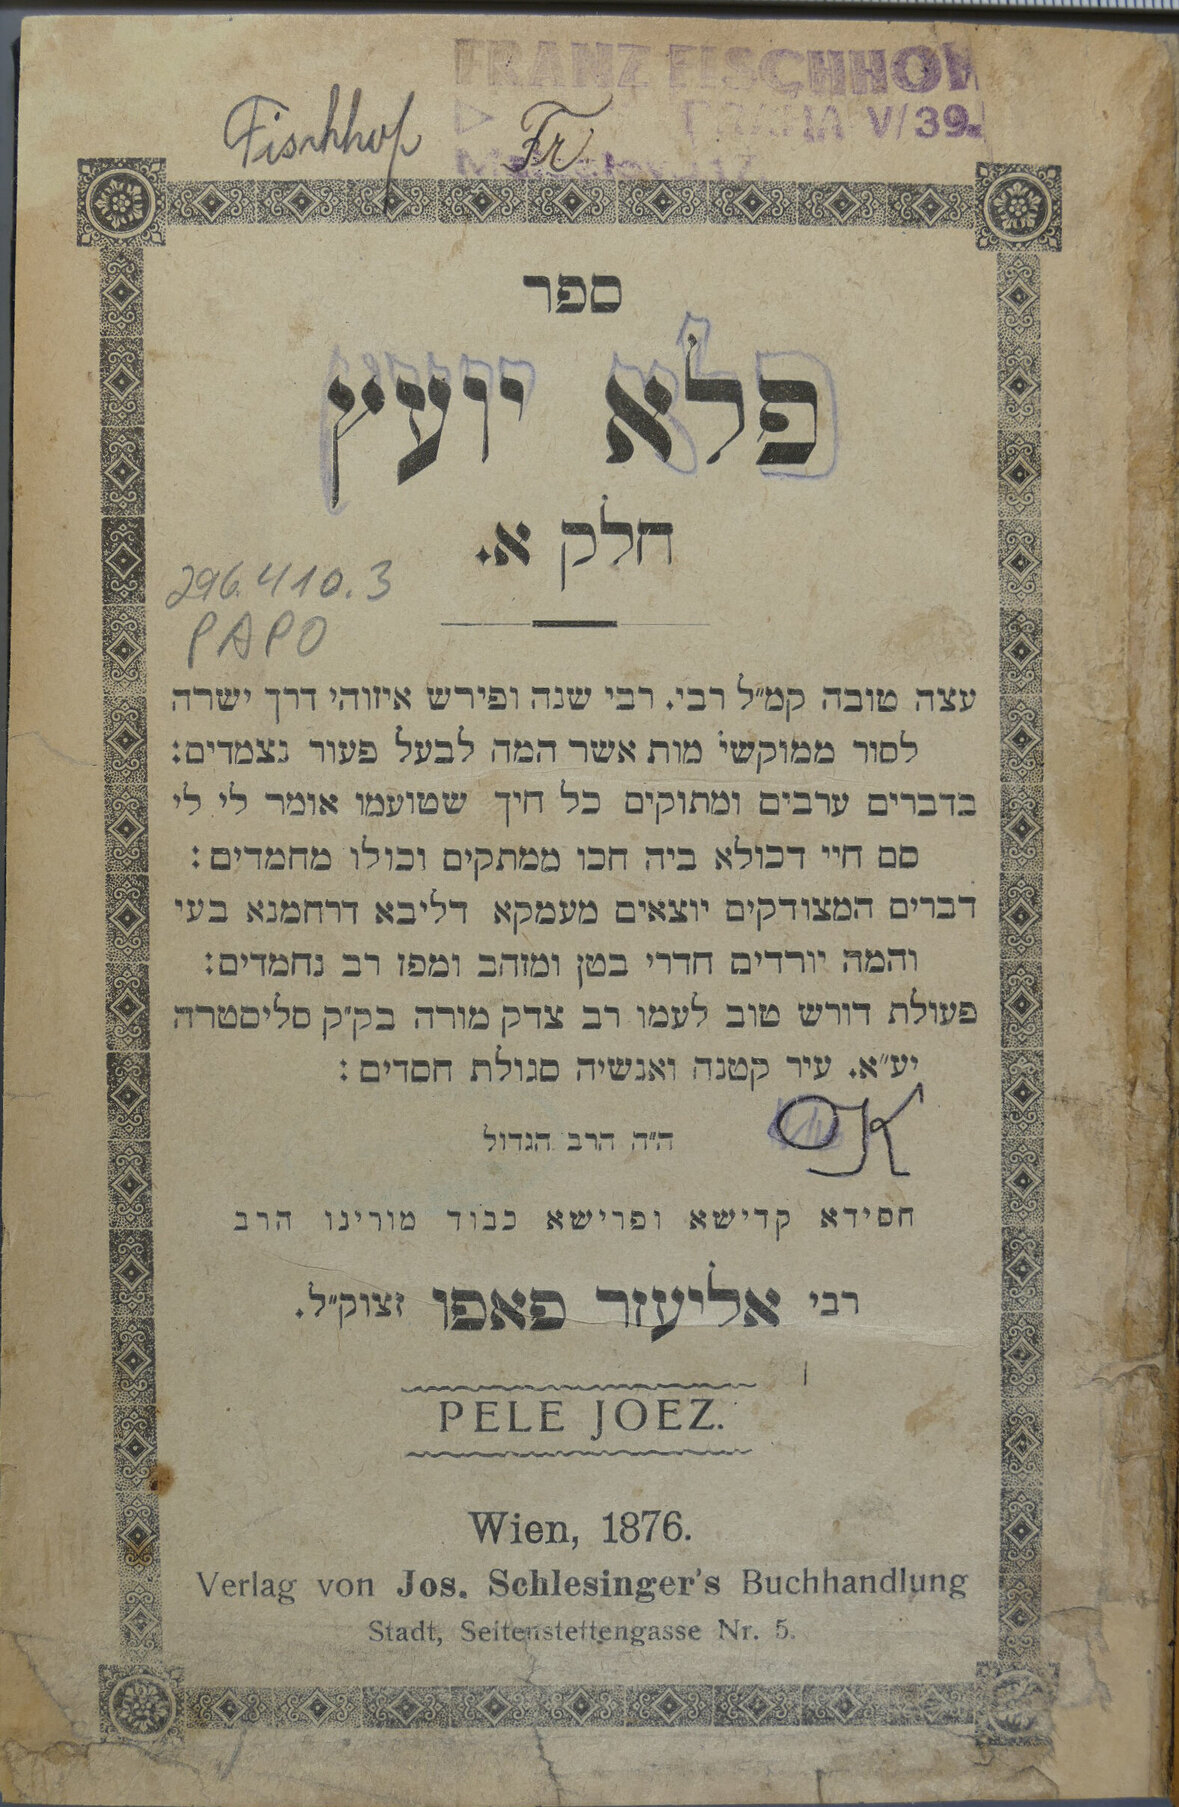 FRANZ FISCHHOF
PRAHA V/39.
Fischhof Fr
ספר
פלא יועץ
חלק א.
296.410.3
PAPO
עצה טובה קמ"ל רבי. רבי שנה ופירש איזוהי דרך ישרה
לסור ממוקשי מות אשר המה לבעל פעור נצמדים:
בדברים ערבים ומתוקים כל חיך שטועמו אומר לי לי
סם חיי דכולא ביה חכו ממתקים וכולו מחמדים:
דברים המצודקים יוצאים מעמקא דליבא דרחמנא בעי
והמה יורדים חדרי בטן ומזהב ומפז רב נחמדים:
פעולת דורש טוב לעמו רב צדק מורה בק"ק סליסטרה
יע"א. עיר קטנה ואנשיה סגולת חסדים:
OK
ה"ה הרב הגדול
חסידא קדישא ופרישא כבוד מורינו הרב
רבי אליעזר פאפו זצוק"ל.
PELE JOEZ.
Wien, 1876.
Verlag von Jos. Schlesinger's Buchhandlung
Stadt, Seitenstettengasse Nr. 5.